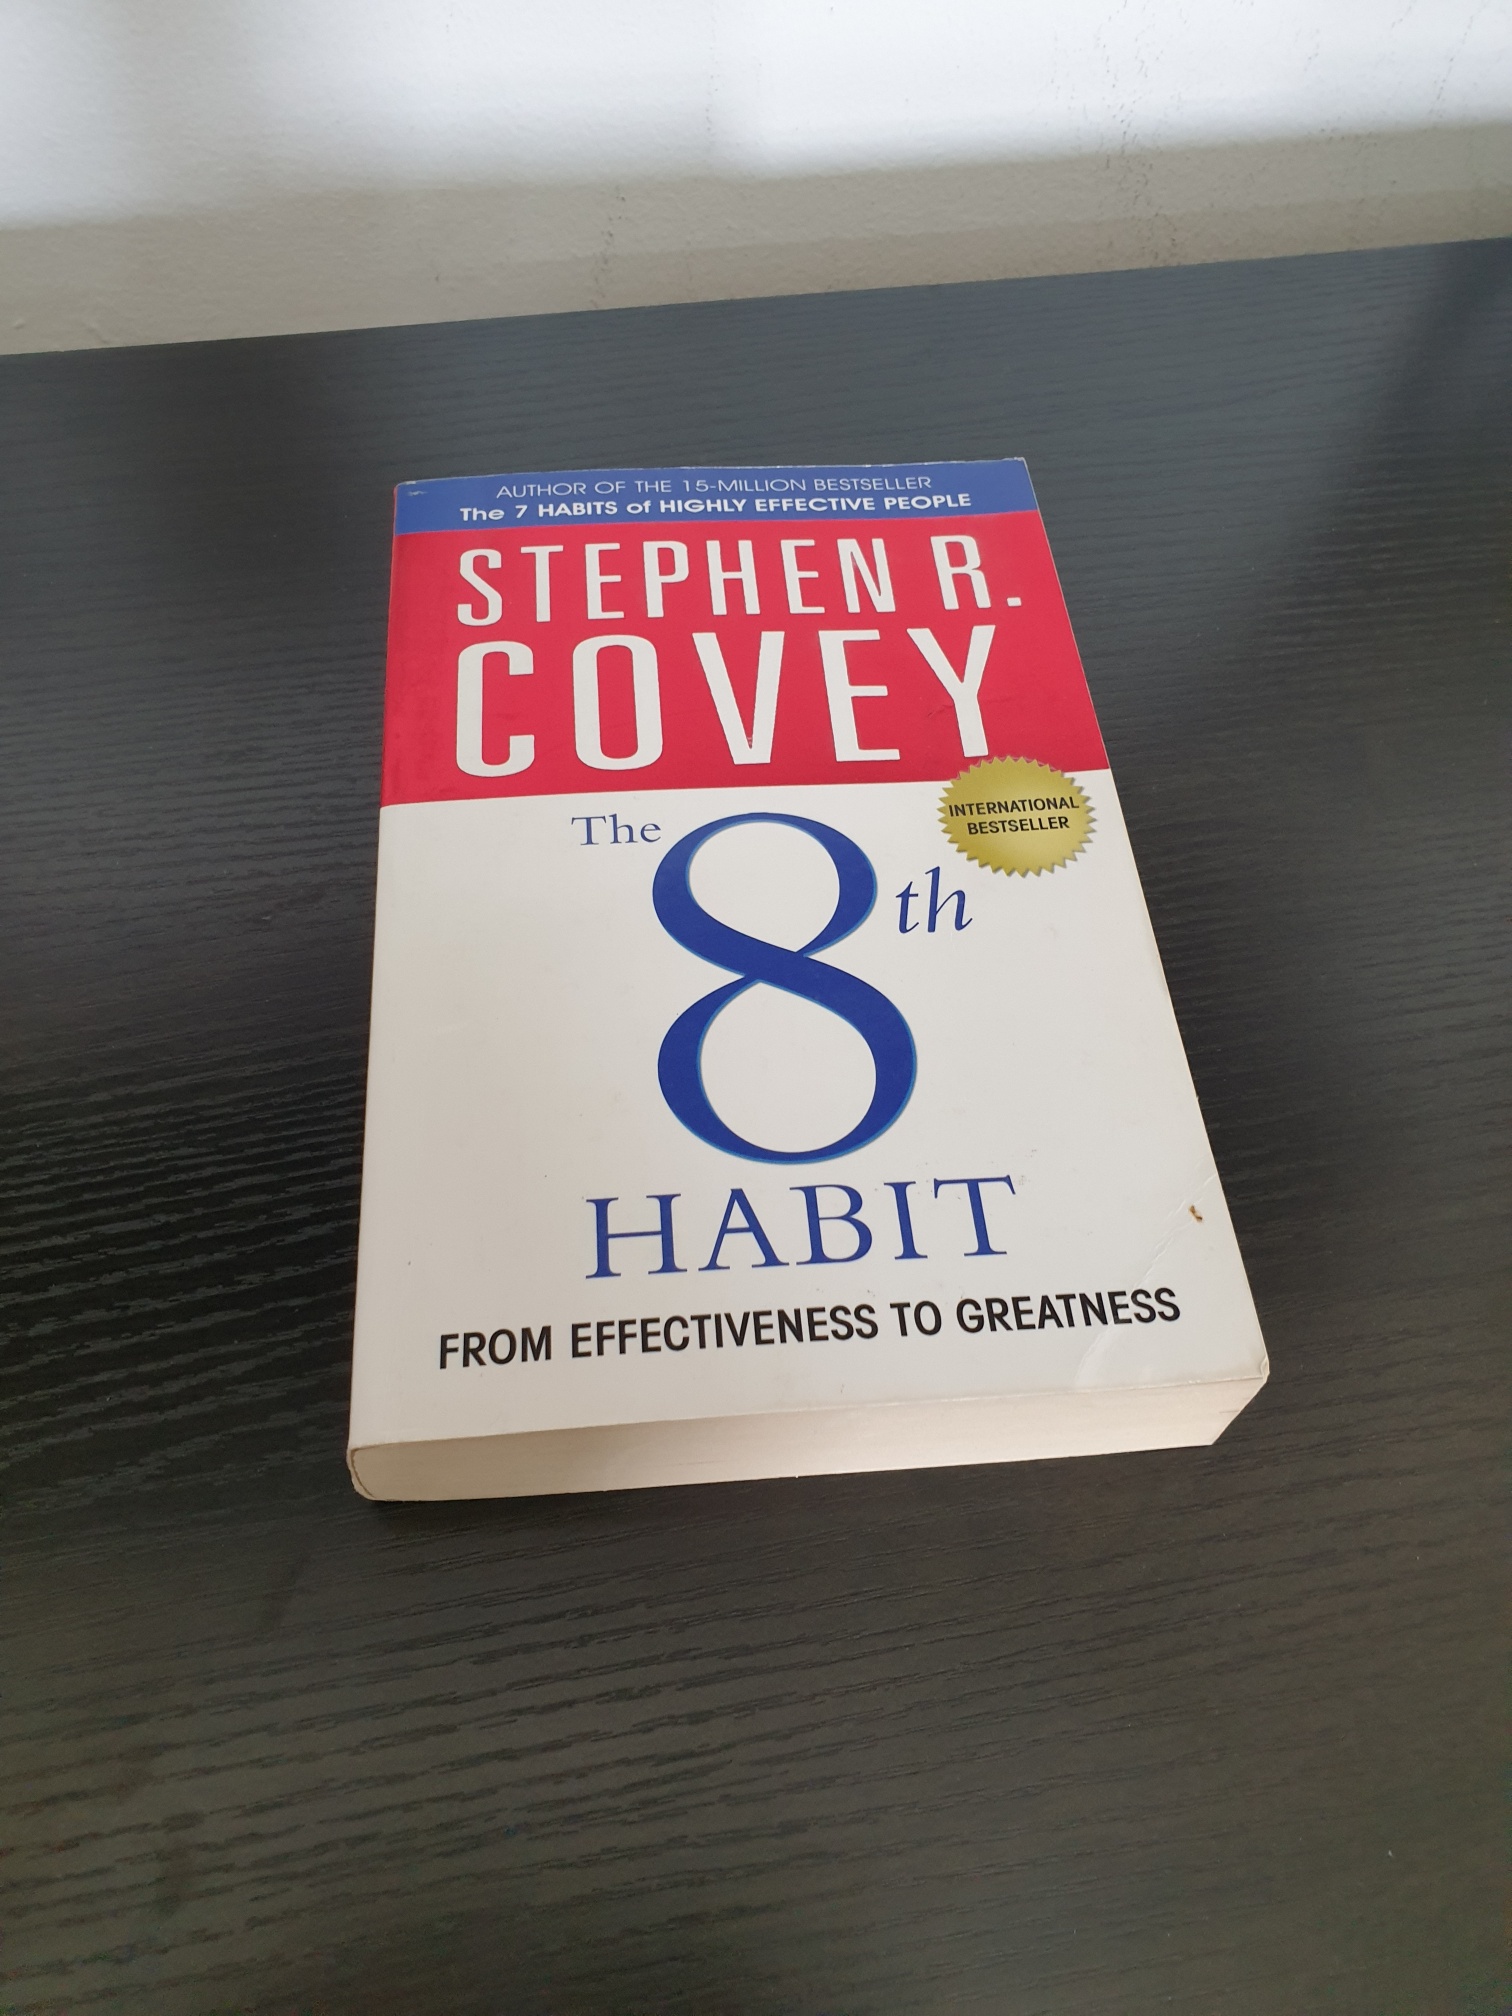 AUTHOR OF THE 15-MILLION BESTSELLER
The 7 HABITS of HIGHLY EFFECTIVE PEOPLE
STEPHEN R.
COVEY
INTERNATIONAL
BESTSELLER
The
8th
HABIT
FROM EFFECTIVENESS TO GREATNESS